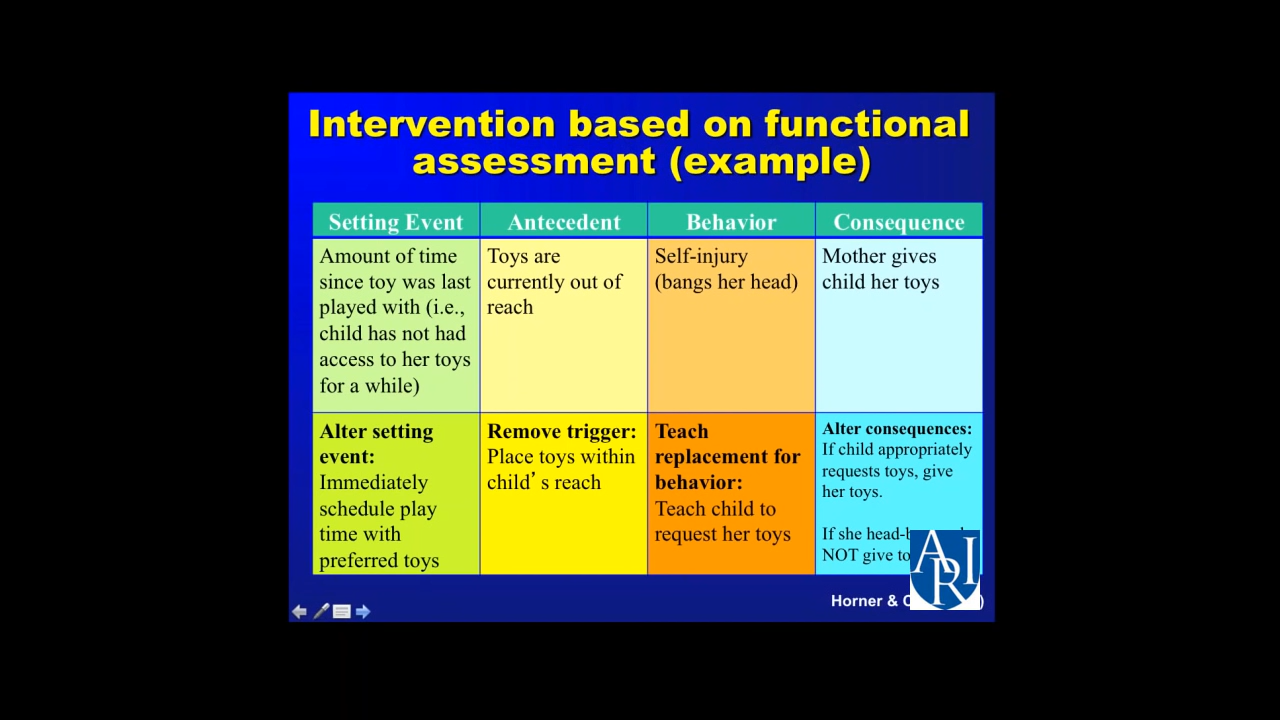 Intervention based on functional
assessment (example)
Setting Event
Antecedent
Behavior
Consequence
Amount of time
since toy was last
played with (i.e.,
child has not had
access to her toys
for a while)
Toys are
currently out of
reach
Self-injury
(bangs her head)
Mother gives
child her toys
Alter setting
event:
Immediately
schedule play
time with
preferred toys
Remove trigger:
Place toys within
child’s reach
Teach
replacement for
behavior:
Teach child to
request her toys
Alter consequences:
If child appropriately
requests toys, give
her toys.
If she
NOT give
ARI
Horner &